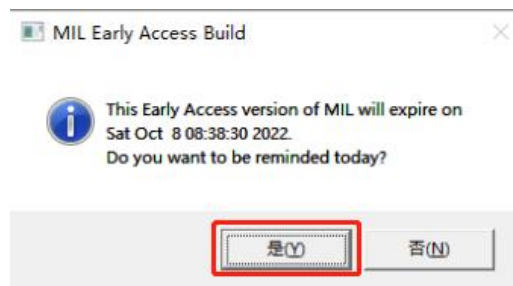 MIL Early Access Build
This Early Access version of MIL will expire on
Sat Oct  8 08:38:30 2022.
Do you want to be reminded today?
是(Y)
否(N)